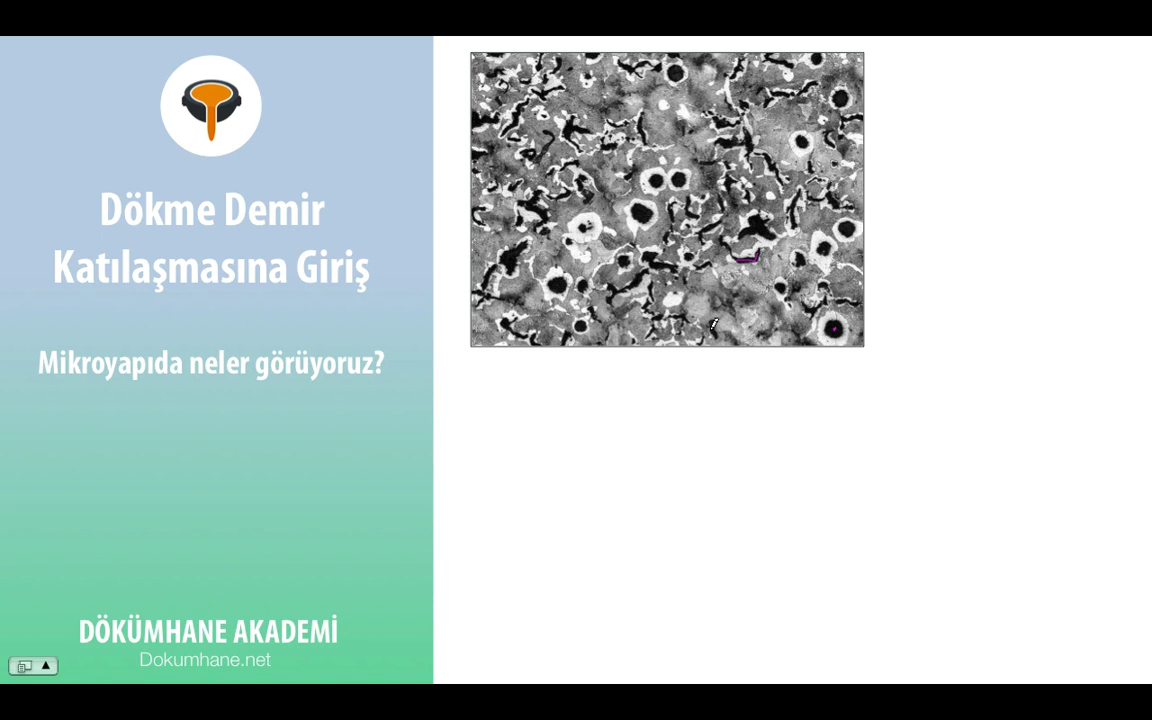 Dökme Demir
Katılaşmasına Giriş
Mikroyapıda neler görüyoruz?
DÖKÜMHANE AKADEMİ
Dokumhane.net